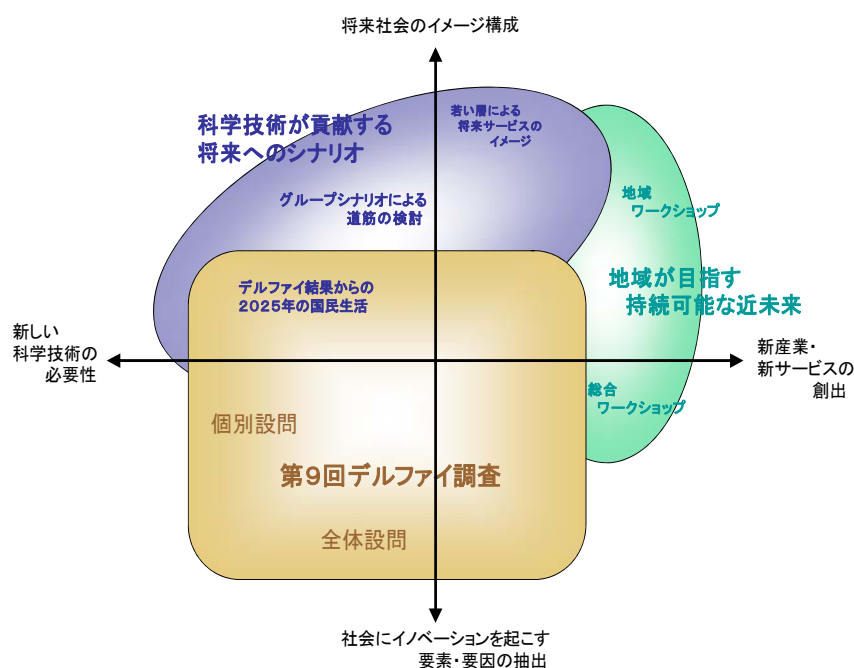 将来社会のイメージ構成
科学技術が貢献する
将来へのシナリオ
若い層による
将来サービスの
イメージ
グループシナリオによる
道筋の検討
地域
ワークショップ
デルファイ結果からの
2025年の国民生活
地域が目指す
持続可能な近未来
新しい
科学技術の
必要性
新産業・
新サービスの
創出
総合
ワークショップ
個別設問
第9回デルファイ調査
全体設問
社会にイノベーションを起こす
要素・要因の抽出